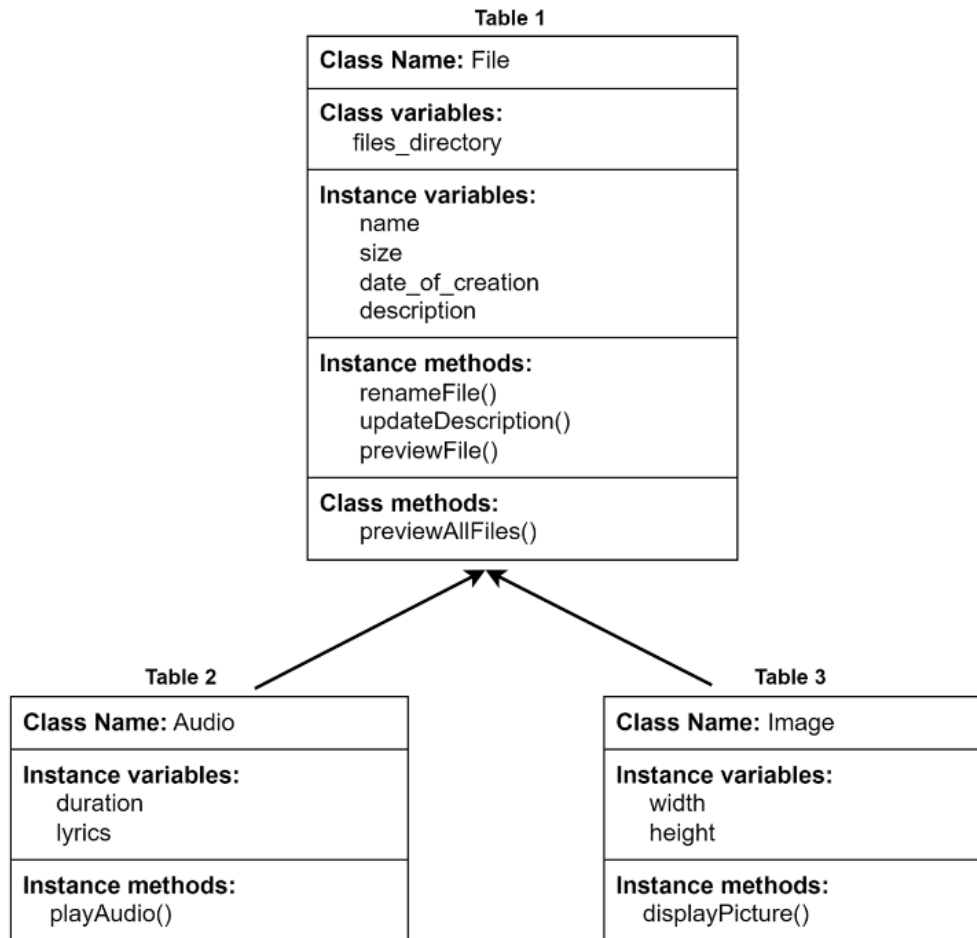 Table 1
Class Name: File
Class variables:
files_directory
Instance variables:
name
size
date_of_creation
description
Instance methods:
renameFile()
updateDescription()
previewFile()
Class methods:
previewAllFiles()
Table 2
Class Name: Audio
Instance variables:
duration
lyrics
Instance methods:
playAudio()
Table 3
Class Name: Image
Instance variables:
width
height
Instance methods:
displayPicture()